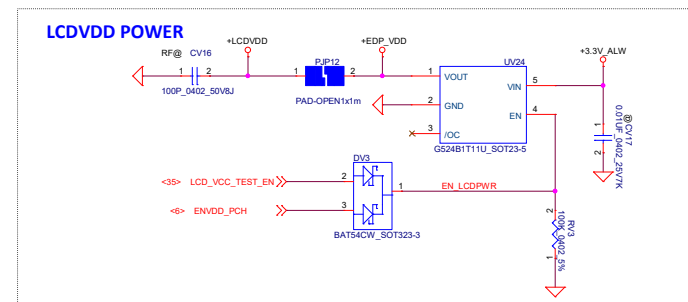 LCDVDD POWER
RF@ CV16
1 2
100P_0402_50V8J
+LCDVDD
PJP12
1 2
PAD-OPEN1x1m
+EDP_VDD
UV24
1 VOUT
VIN 5
2 GND
EN 4
3 /OC
G524B1T11U_SOT23-5
+3.3V_ALW
1
2
@CV17
0.01UF_0402_25V7K
DV3
<35> LCD_VCC_TEST_EN 2
1 EN_LCDPWR
<6> ENVDD_PCH 3
BAT54CW_SOT323-3
2
1
RV3
100K_0402_5%